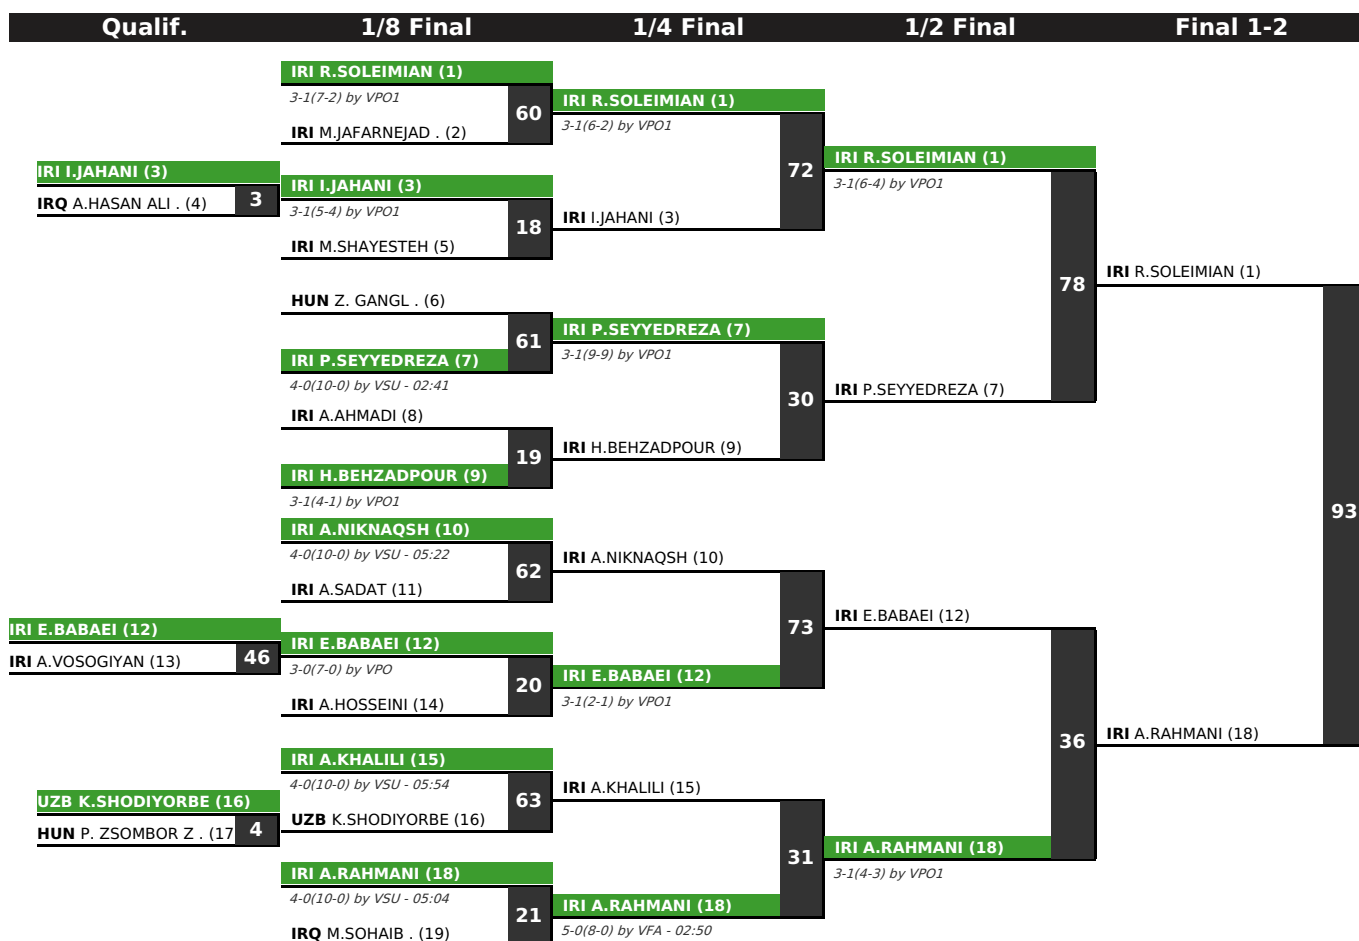 Qualif.
1/8 Final
1/4 Final
1/2 Final
Final 1-2
IRI I.JAHANI (3)
IRQ A.HASAN ALI . (4)
3
IRI E.BABAEI (12)
IRI A.VOSOGIYAN (13)
46
UZB K.SHODIYORBE (16)
HUN P. ZSOMBOR Z . (17
4
IRI R.SOLEIMIAN (1)
3-1(7-2) by VPO1
60
IRI M.JAFARNEJAD . (2)
IRI I.JAHANI (3)
3-1(5-4) by VPO1
18
IRI M.SHAYESTEH (5)
HUN Z. GANGL . (6)
61
IRI P.SEYYEDREZA (7)
4-0(10-0) by VSU - 02:41
IRI A.AHMADI (8)
19
IRI H.BEHZADPOUR (9)
3-1(4-1) by VPO1
IRI A.NIKNAQSH (10)
4-0(10-0) by VSU - 05:22
62
IRI A.SADAT (11)
IRI E.BABAEI (12)
3-0(7-0) by VPO
20
IRI A.HOSSEINI (14)
IRI A.KHALILI (15)
4-0(10-0) by VSU - 05:54
63
UZB K.SHODIYORBE (16)
IRI A.RAHMANI (18)
4-0(10-0) by VSU - 05:04
21
IRQ M.SOHAIB . (19)
IRI R.SOLEIMIAN (1)
3-1(6-2) by VPO1
72
IRI I.JAHANI (3)
IRI P.SEYYEDREZA (7)
3-1(9-9) by VPO1
30
IRI H.BEHZADPOUR (9)
IRI A.NIKNAQSH (10)
73
IRI E.BABAEI (12)
3-1(2-1) by VPO1
IRI A.KHALILI (15)
31
IRI A.RAHMANI (18)
5-0(8-0) by VFA - 02:50
IRI R.SOLEIMIAN (1)
3-1(6-4) by VPO1
78
IRI P.SEYYEDREZA (7)
IRI E.BABAEI (12)
36
IRI A.RAHMANI (18)
3-1(4-3) by VPO1
IRI R.SOLEIMIAN (1)
93
IRI A.RAHMANI (18)